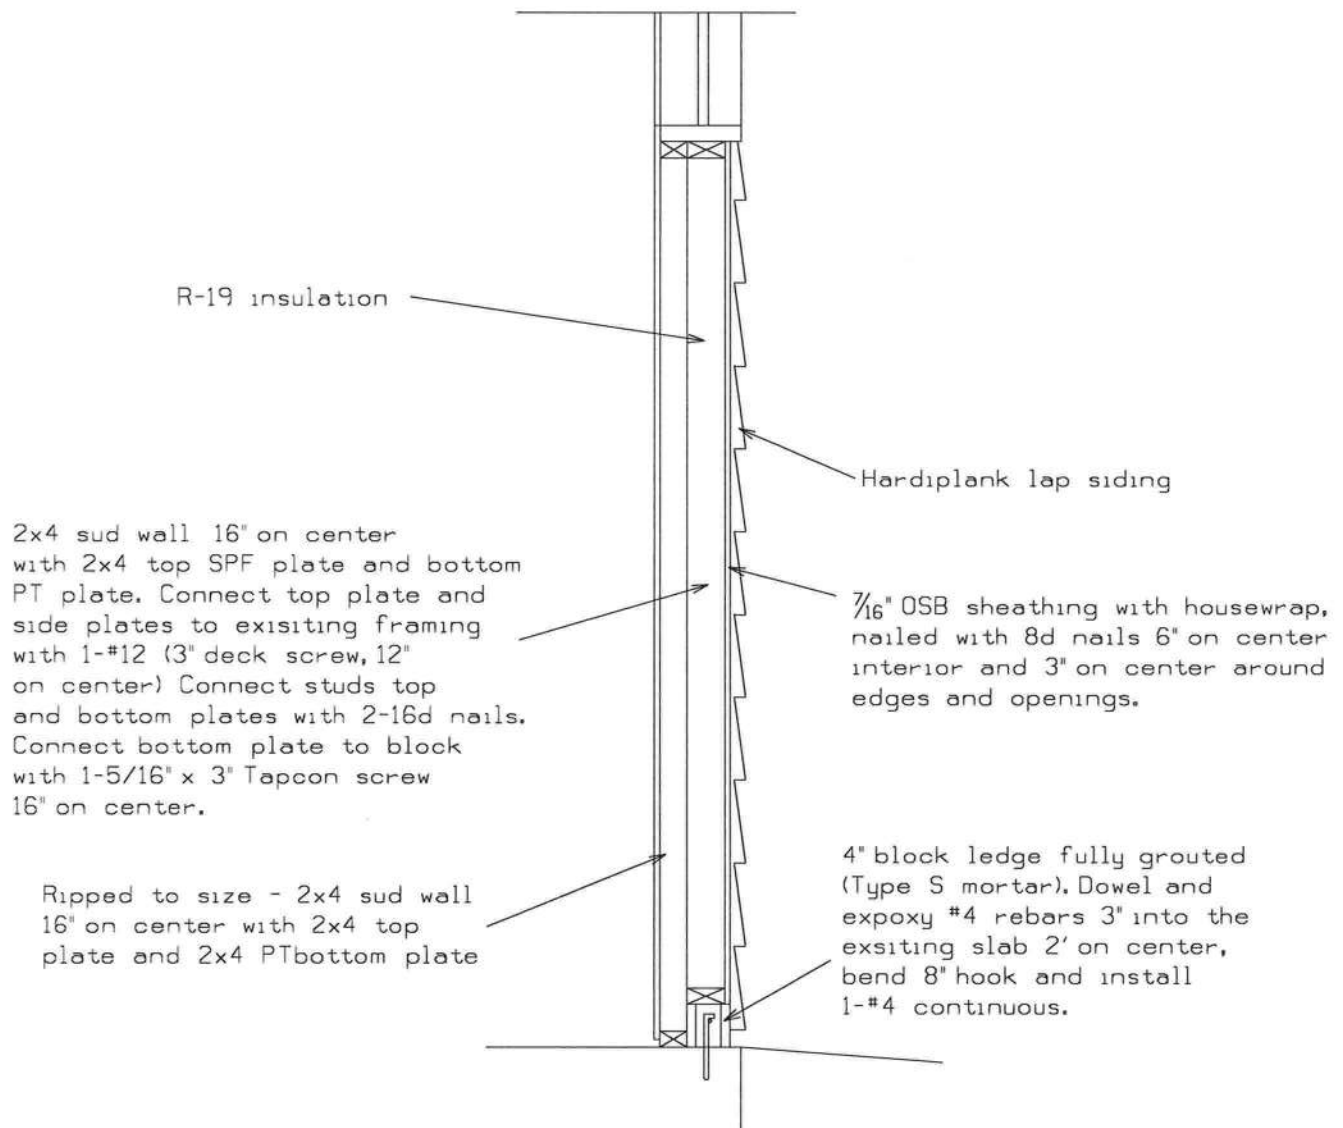 R-19 insulation
Hardiplank lap siding
2x4 sud wall 16" on center
with 2x4 top SPF plate and bottom
PT plate. Connect top plate and
side plates to exisiting framing
with 1-#12 (3" deck screw, 12"
on center) Connect studs top
and bottom plates with 2-16d nails.
Connect bottom plate to block
with 1-5/16" x 3" Tapcon screw
16" on center.
7/16" OSB sheathing with housewrap,
nailed with 8d nails 6" on center
interior and 3" on center around
edges and openings.
Ripped to size - 2x4 sud wall
16" on center with 2x4 top
plate and 2x4 PTbottom plate
4" block ledge fully grouted
(Type S mortar). Dowel and
expoxy #4 rebars 3" into the
exsiting slab 2' on center,
bend 8" hook and install
1-#4 continuous.